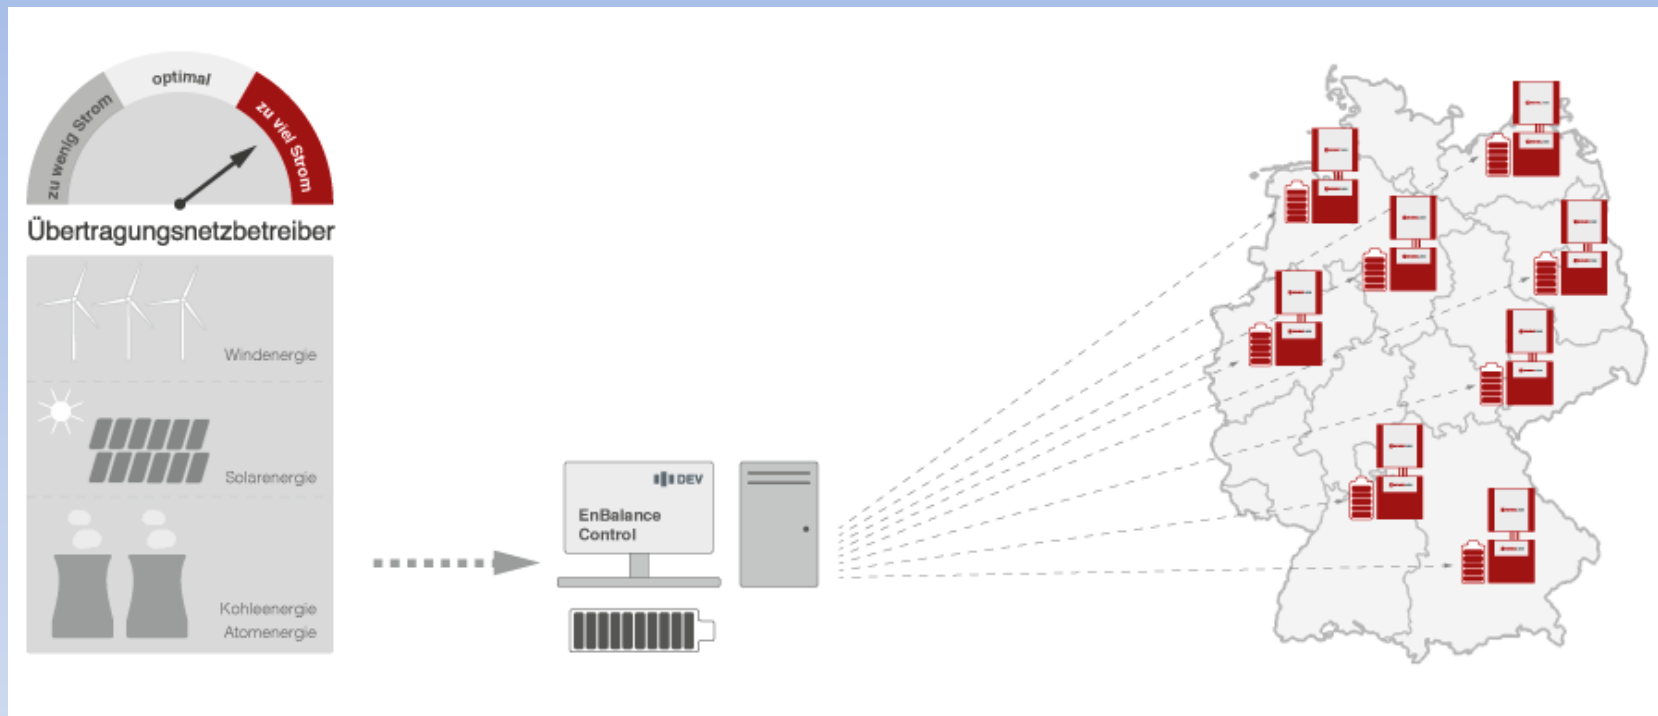 zu wenig Strom
optimal
zu viel Strom
Übertragungsnetzbetreiber
Windenergie
Solarenergie
Kohleenergie
Atomenergie
DEV
EnBalance
Control